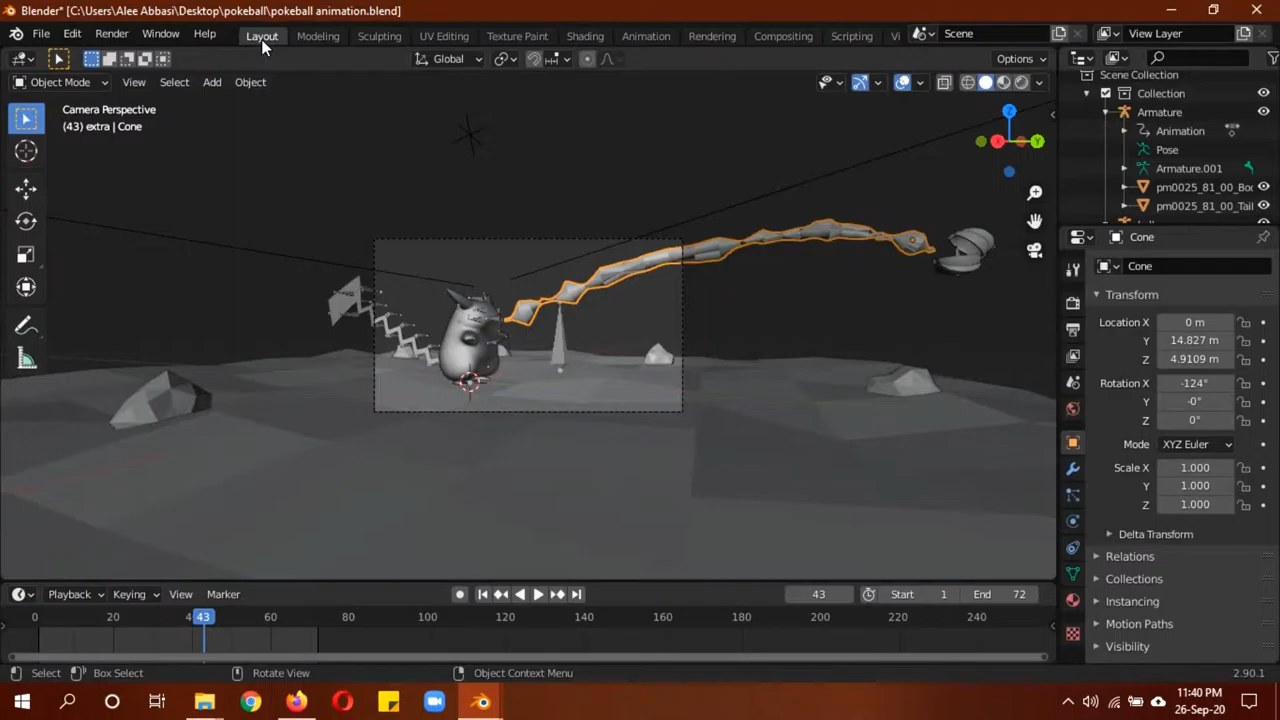 Blender* [C:\Users\Alee Abbasi\Desktop\pokeball\pokeball animation.blend]
File Edit Render Window Help Layout Modeling Sculpting UV Editing Texture Paint Shading Animation Rendering Compositing Scripting Vi Scene View Layer
Global Options
Object Mode View Select Add Object
Camera Perspective
(43) extra | Cone
Z
X Y
Scene Collection
Collection
Armature
Animation
Pose
Armature.001
pm0025_81_00_Boc
pm0025_81_00_Tail
Cone
Cone
Transform
Location X 0 m
Y 14.827 m
Z 4.9109 m
Rotation X -124°
Y -0°
Z 0°
Mode XYZ Euler
Scale X 1.000
Y 1.000
Z 1.000
Delta Transform
Relations
Collections
Instancing
Motion Paths
Visibility
Playback Keying View Marker 43 Start 1 End 72
0 20 4 43 60 80 100 120 140 160 180 200 220 240
Select Box Select Rotate View Object Context Menu 2.90.1
11:40 PM
26-Sep-20